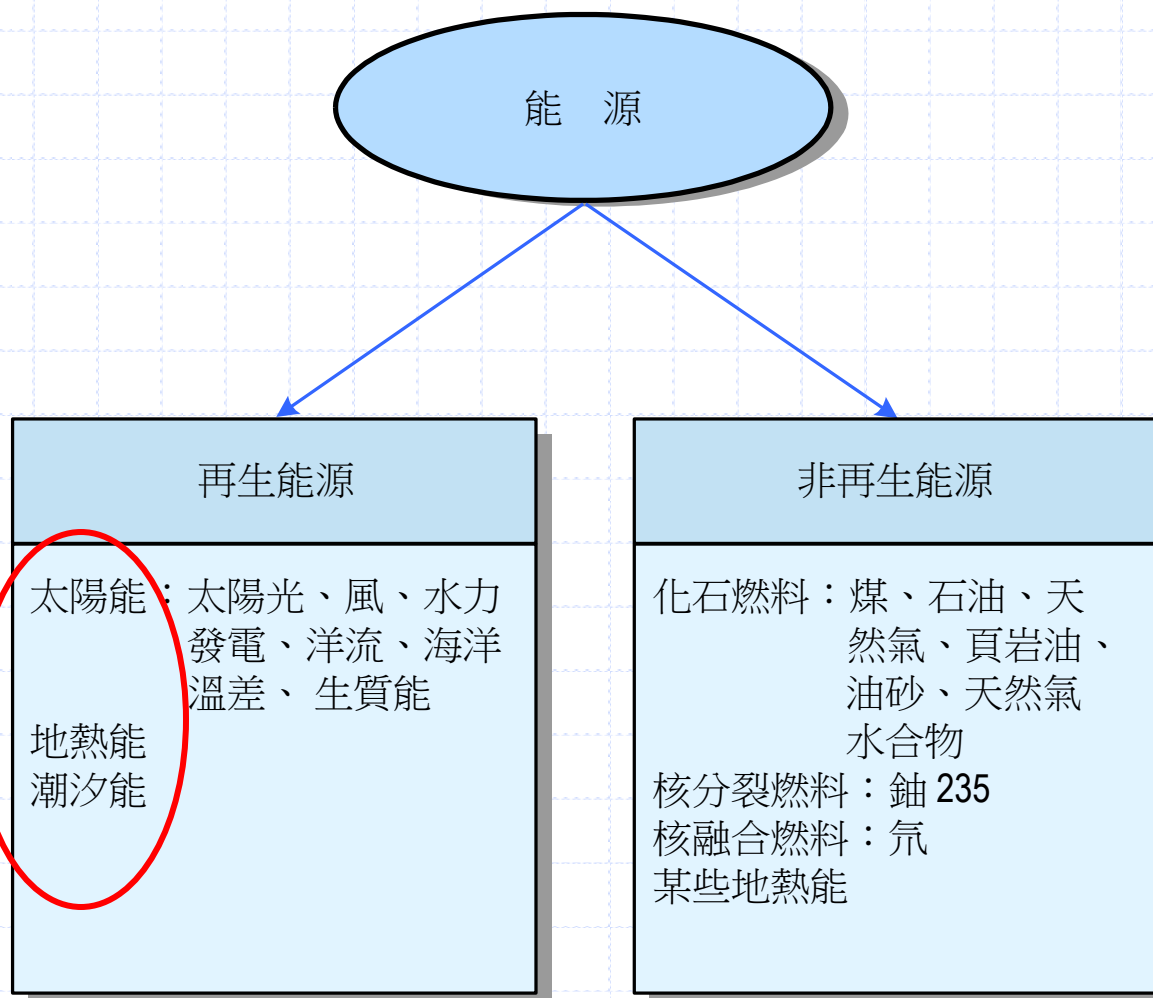 能 源
再生能源
太陽能：太陽光、風、水力
發電、洋流、海洋
溫差、 生質能
地熱能
潮汐能
非再生能源
化石燃料：煤、石油、天
然氣、頁岩油、
油砂、天然氣
水合物
核分裂燃料：鈾 235
核融合燃料：氘
某些地熱能